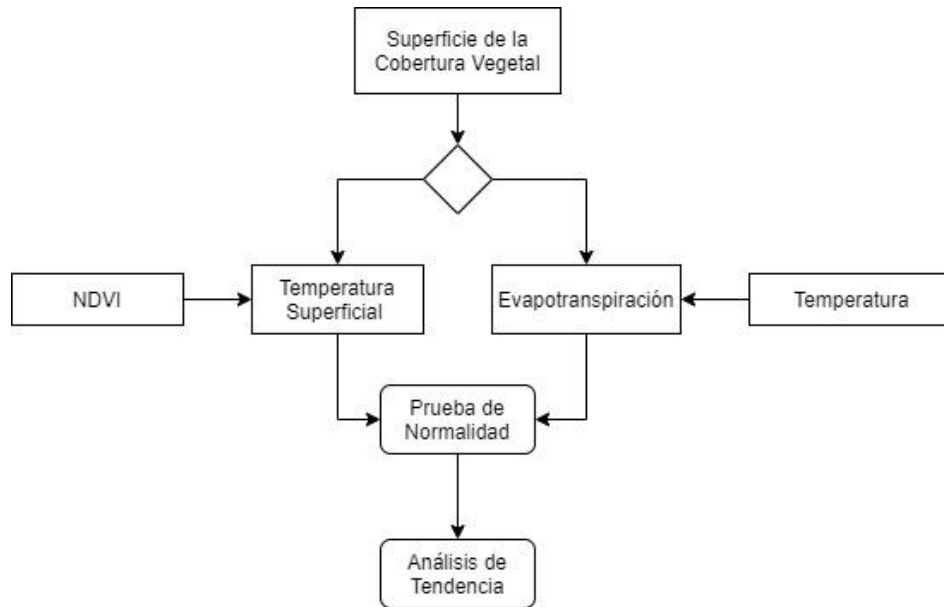 Superficie de la
Cobertura Vegetal
NDVI
Temperatura
Superficial
Evapotranspiración
Temperatura
Prueba de
Normalidad
Análisis de
Tendencia